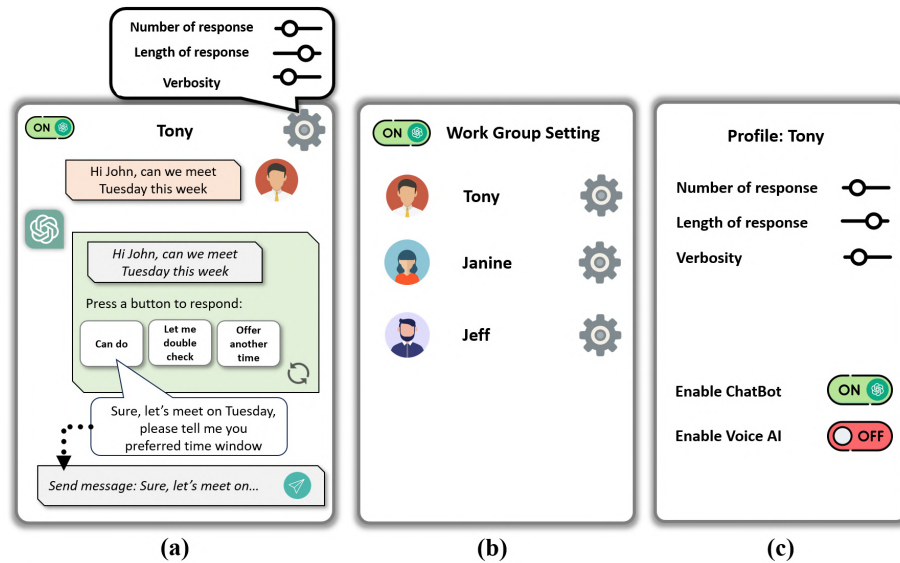 Number of response
Length of response
Verbosity
ON
Tony
Hi John, can we meet
Tuesday this week
Hi John, can we meet
Tuesday this week
Press a button to respond:
Can do
Let me
double
check
Offer
another
time
Sure, let's meet on Tuesday,
please tell me you
preferred time window
Send message: Sure, let's meet on...
(a)
ON
Work Group Setting
Tony
Janine
Jeff
(b)
Profile: Tony
Number of response
Length of response
Verbosity
Enable ChatBot
ON
Enable Voice AI
OFF
(c)